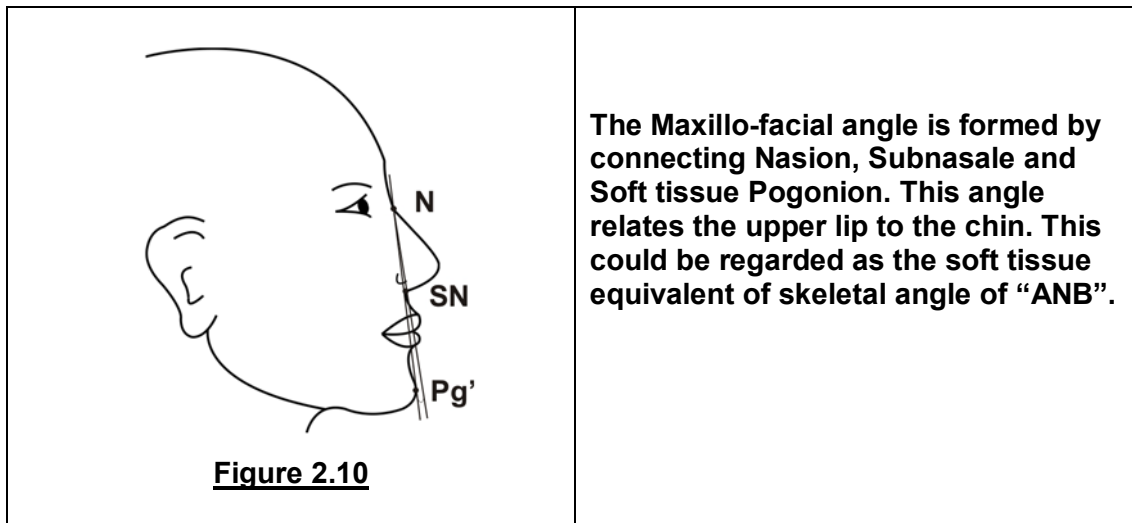 N
SN
Pg’
Figure 2.10
The Maxillo-facial angle is formed by
connecting Nasion, Subnasale and
Soft tissue Pogonion. This angle
relates the upper lip to the chin. This
could be regarded as the soft tissue
equivalent of skeletal angle of “ANB”.